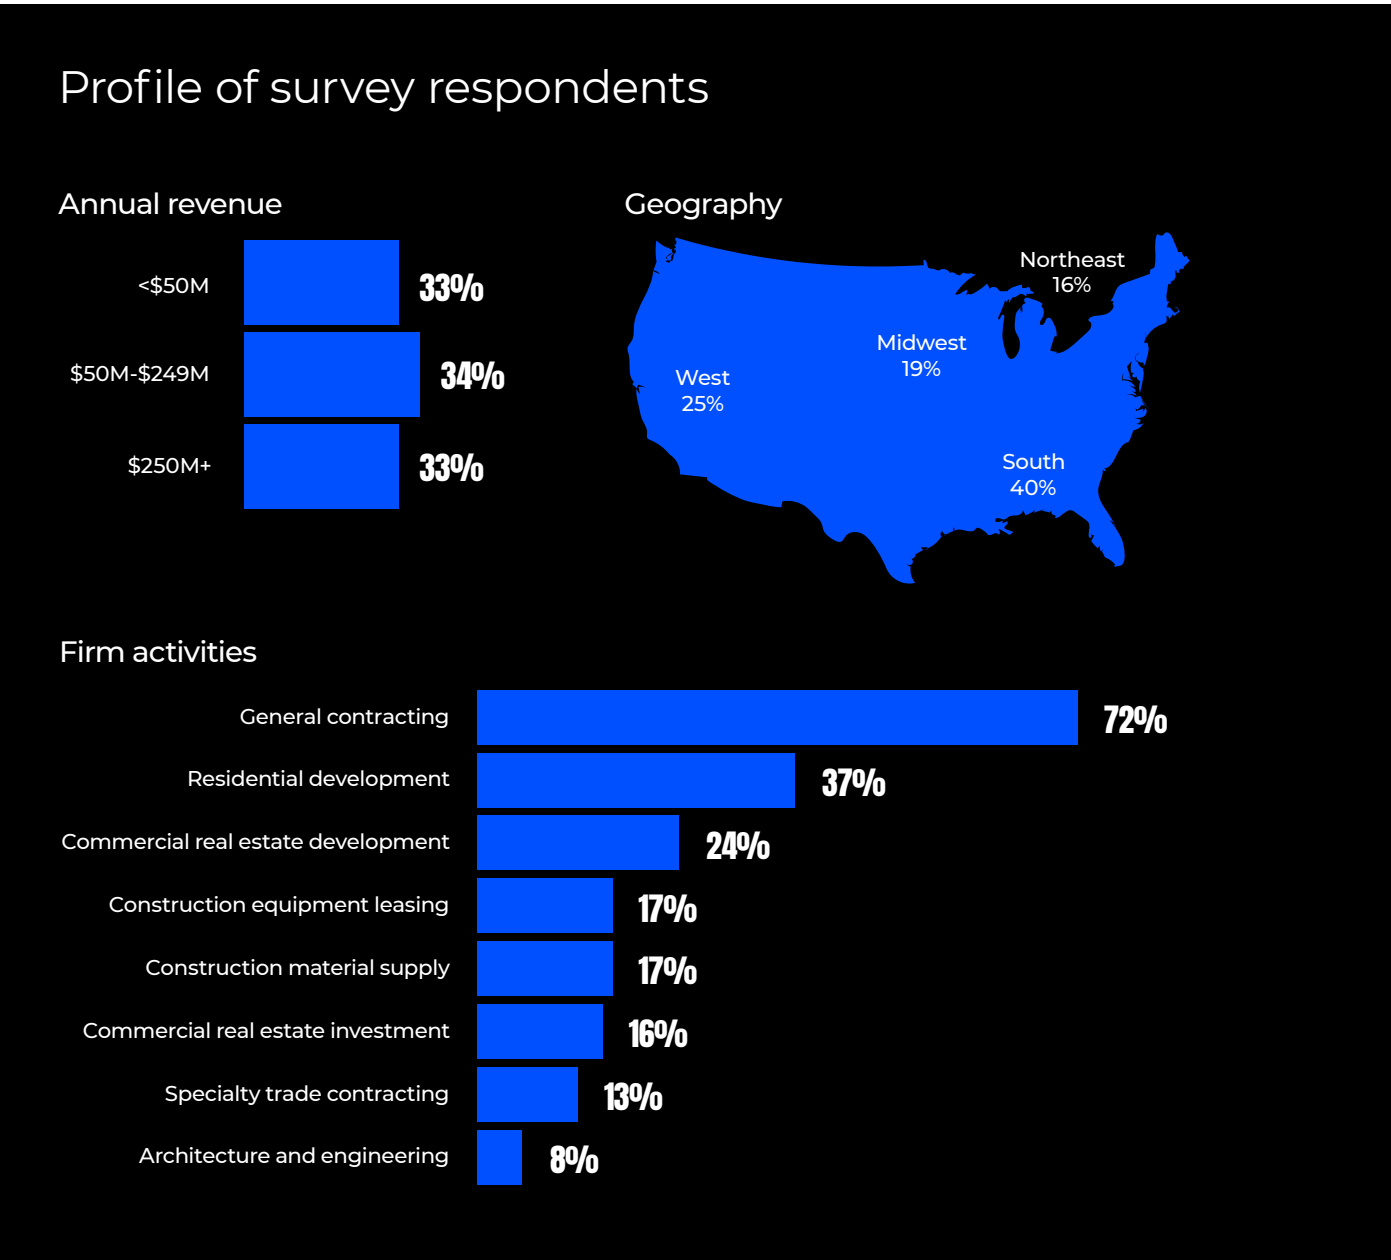 Profile of survey respondents
Annual revenue
<$50M
33%
$50M-$249M
34%
$250M+
33%
Geography
Northeast
16%
Midwest
19%
West
25%
South
40%
Firm activities
General contracting
72%
Residential development
37%
Commercial real estate development
24%
Construction equipment leasing
17%
Construction material supply
17%
Commercial real estate investment
16%
Specialty trade contracting
13%
Architecture and engineering
8%